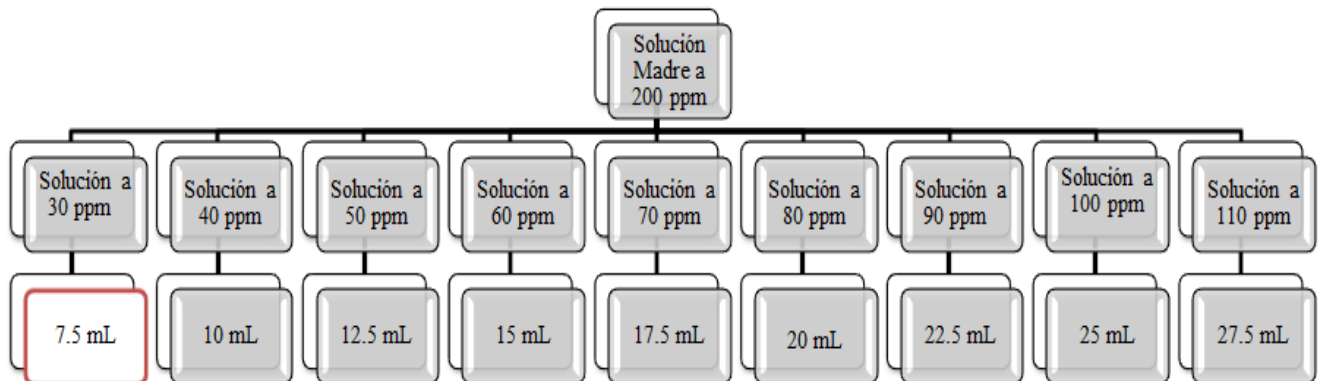 Solución
Madre a
200 ppm
Solución a
30 ppm
Solución a
40 ppm
Solución a
50 ppm
Solución a
60 ppm
Solución a
70 ppm
Solución a
80 ppm
Solución a
90 ppm
Solución a
100 ppm
Solución a
110 ppm
7.5 mL
10 mL
12.5 mL
15 mL
17.5 mL
20 mL
22.5 mL
25 mL
27.5 mL